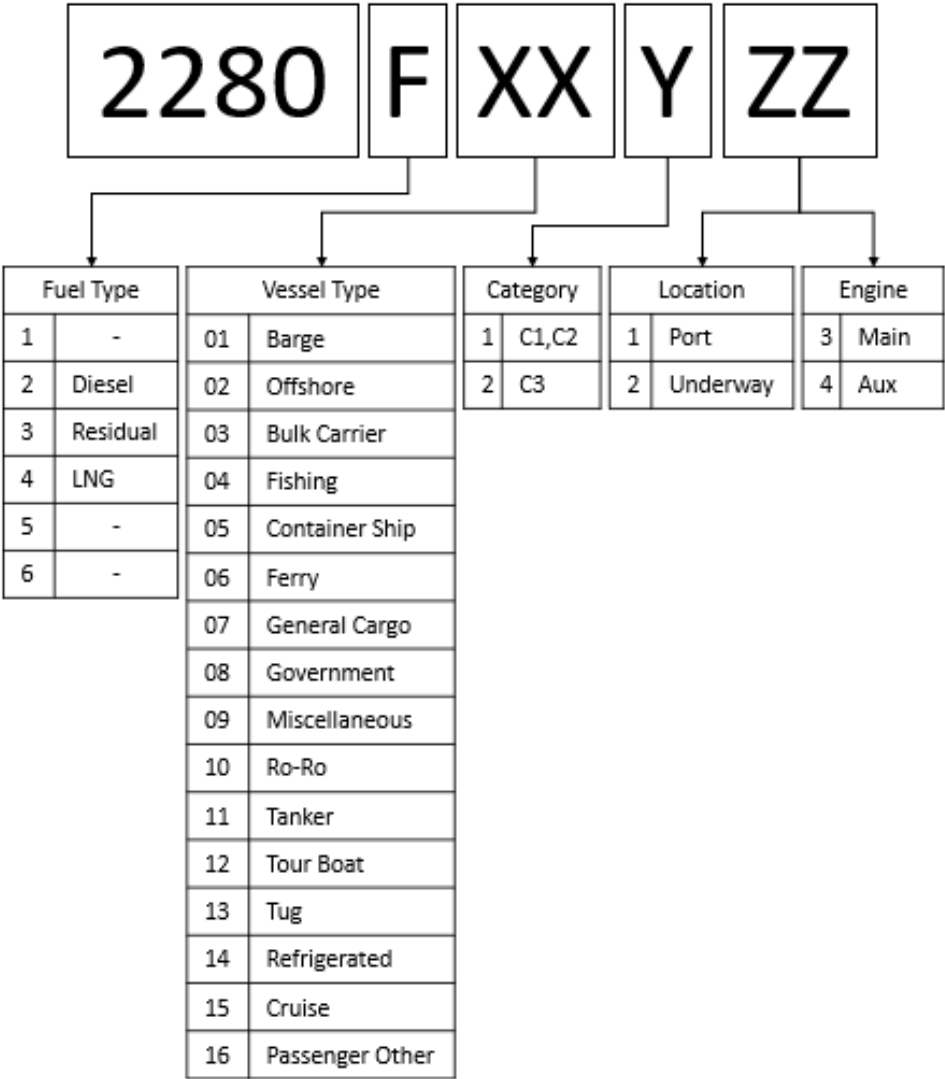 2280 F XX Y ZZ
Fuel Type
1 -
2 Diesel
3 Residual
4 LNG
5 -
6 -
Vessel Type
01 Barge
02 Offshore
03 Bulk Carrier
04 Fishing
05 Container Ship
06 Ferry
07 General Cargo
08 Government
09 Miscellaneous
10 Ro-Ro
11 Tanker
12 Tour Boat
13 Tug
14 Refrigerated
15 Cruise
16 Passenger Other
Category
1 C1,C2
2 C3
Location
1 Port
2 Underway
Engine
3 Main
4 Aux